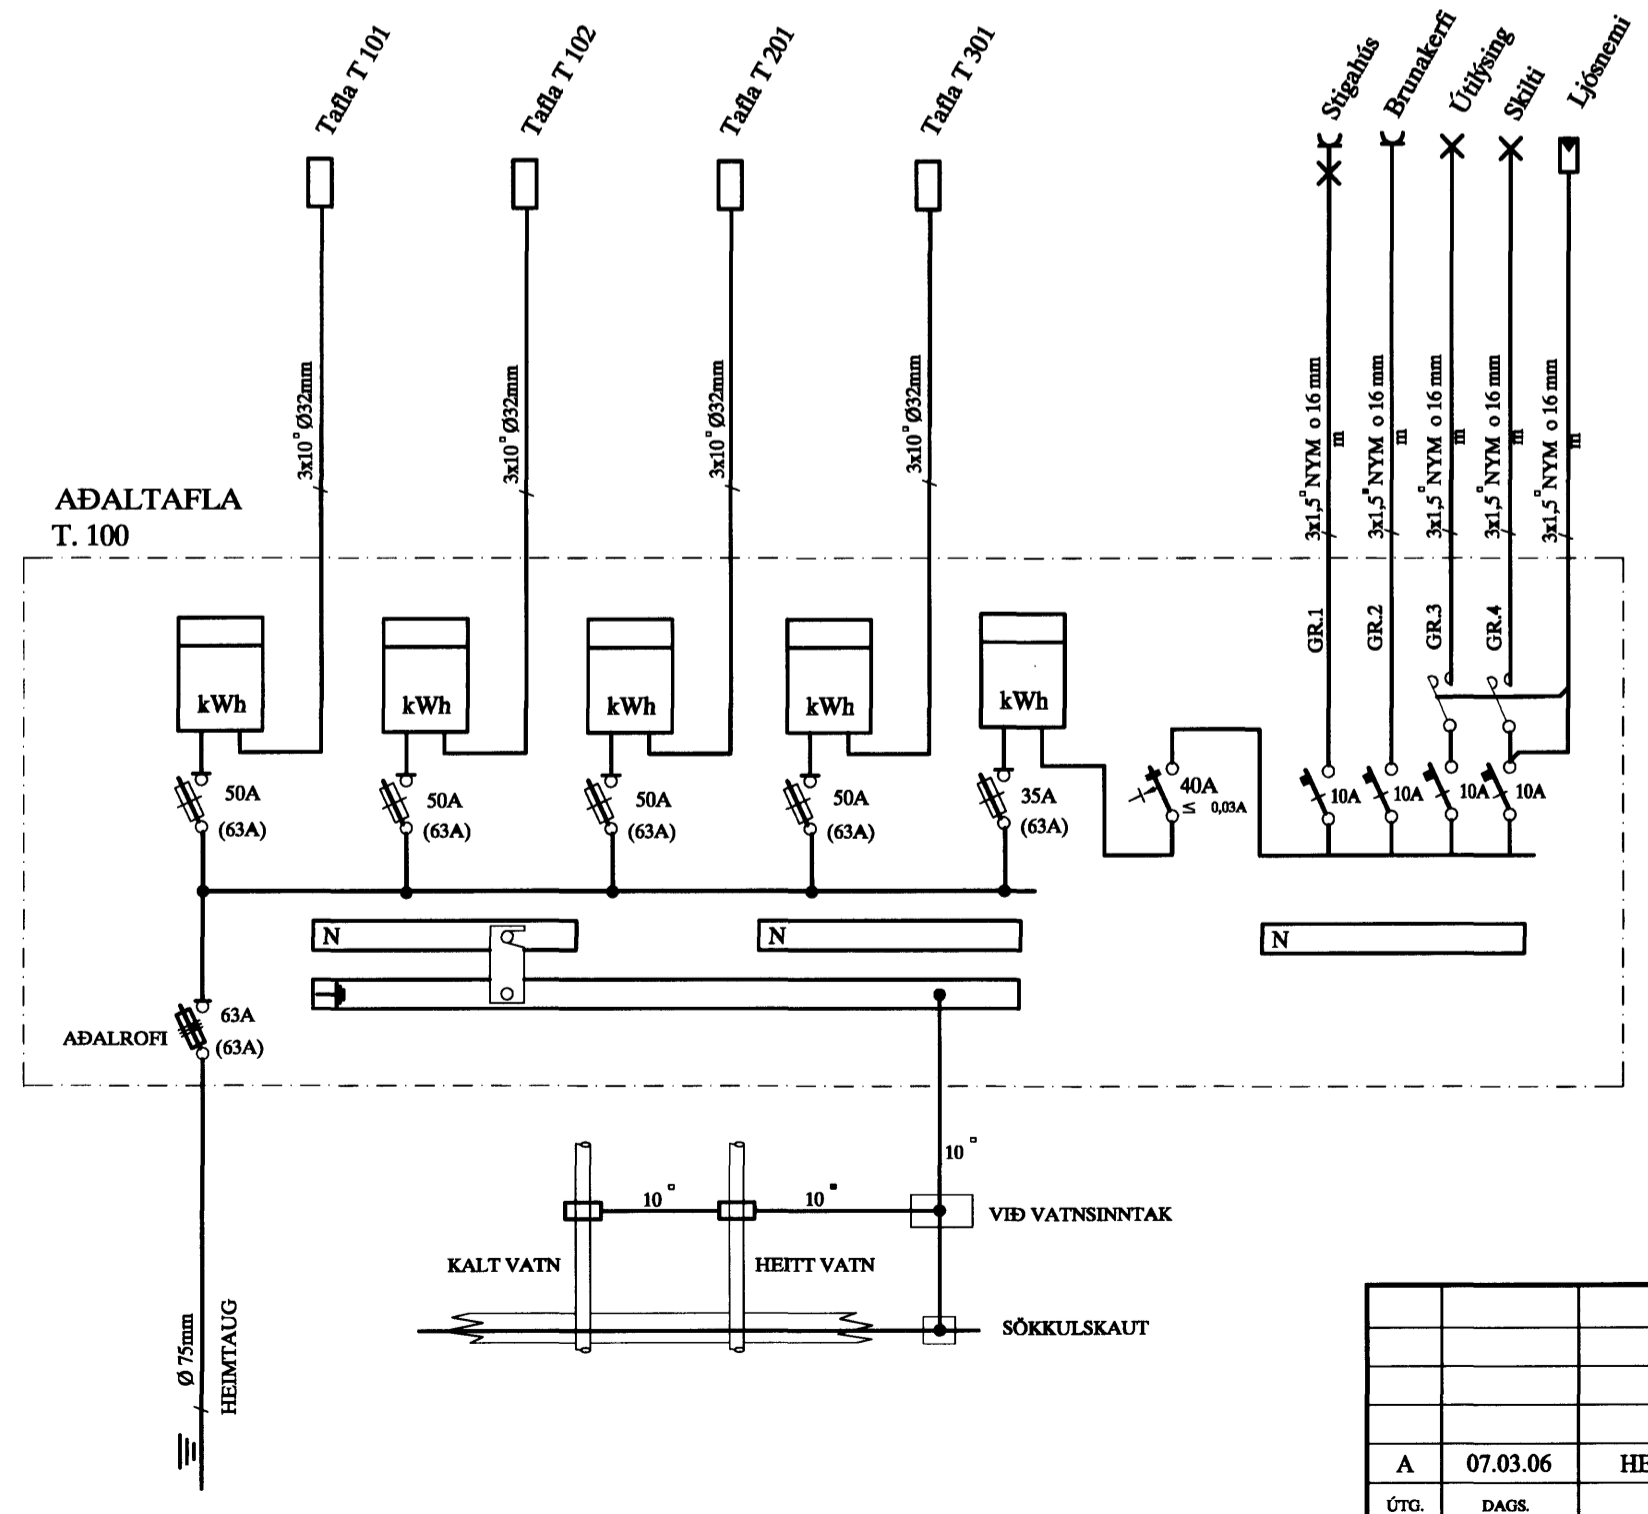 Tafla T 101
Tafla T 102
Tafla T 201
Tafla T 301
Stigahús
Brunakerfi
Útilýsing
Skilti
Ljósnemi
3x10□ Ø32mm
3x10□ Ø32mm
3x10□ Ø32mm
3x10□ Ø32mm
3x1,5□ NYM o 16 mm
m
3x1,5□ NYM o 16 mm
m
3x1,5□ NYM o 16 mm
m
3x1,5□ NYM o 16 mm
m
3x1,5□ NYM o 16 mm
m
AÐALTAFLA
T. 100
GR.1
GR.2
GR.3
GR.4
kWh
kWh
kWh
kWh
kWh
50A
(63A)
50A
(63A)
50A
(63A)
50A
(63A)
35A
(63A)
40A
≤ 0,03A
10A
10A
10A
10A
N
N
N
AÐALROFI
63A
(63A)
10□
10□
10□
VIÐ VATNSINNTAK
KALT VATN
HEITT VATN
SÖKKULSKAUT
Ø 75mm
HEIMTAUG
A 07.03.06 HE
ÚTG. DAGS.